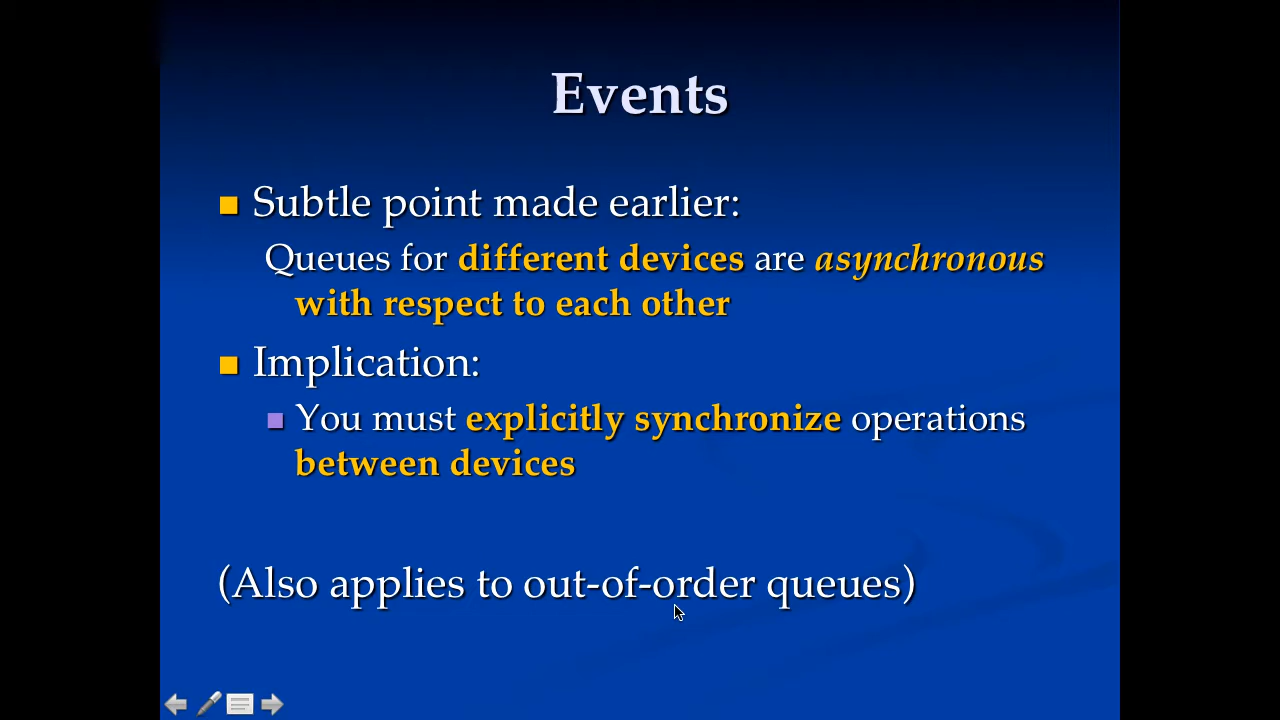 Events
Subtle point made earlier:
Queues for different devices are asynchronous
with respect to each other
Implication:
You must explicitly synchronize operations
between devices
(Also applies to out-of-order queues)